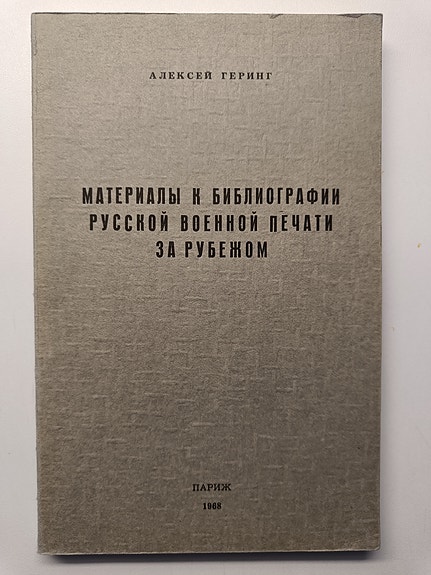 АЛЕКСЕЙ ГЕРИНГ
МАТЕРИАЛЫ К БИБЛИОГРАФИИ
РУССКОЙ ВОЕННОЙ ПЕЧАТИ
ЗА РУБЕЖОМ
ПАРИЖ
1968